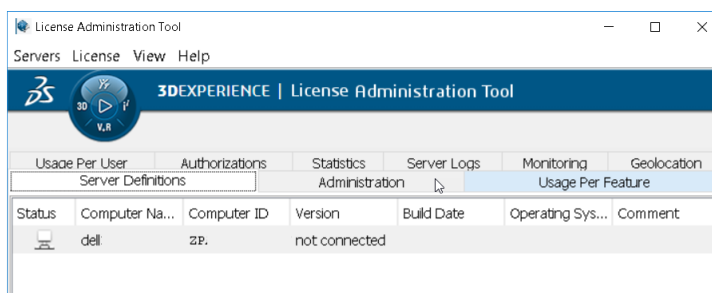 License Administration Tool
Servers License View Help
3DEXPERIENCE | License Administration Tool
3D
V.R
Usage Per User Authorizations Statistics Server Logs Monitoring Geolocation
Server Definitions Administration Usage Per Feature
Status Computer Na... Computer ID Version Build Date Operating Sys... Comment
dell ZP. not connected